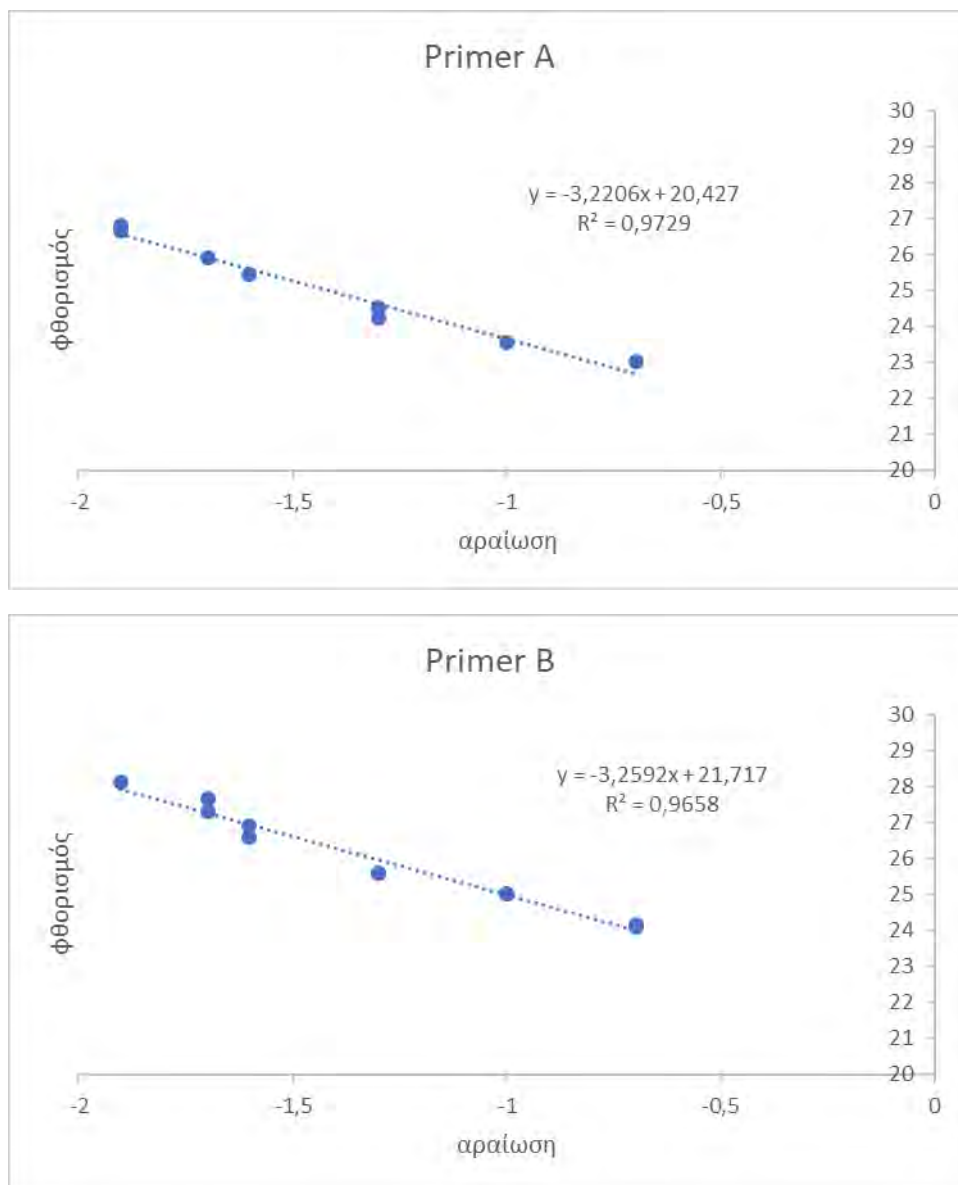 Primer A
30
29
28
y = -3,2206x + 20,427
27
R² = 0,9729
26
25
24
23
22
21
20
φθορισμός
-2 -1,5 -1 -0,5 0
αραίωση
Primer B
30
29
28
y = -3,2592x + 21,717
27
R² = 0,9658
26
25
24
23
22
21
20
φθορισμός
-2 -1,5 -1 -0,5 0
αραίωση